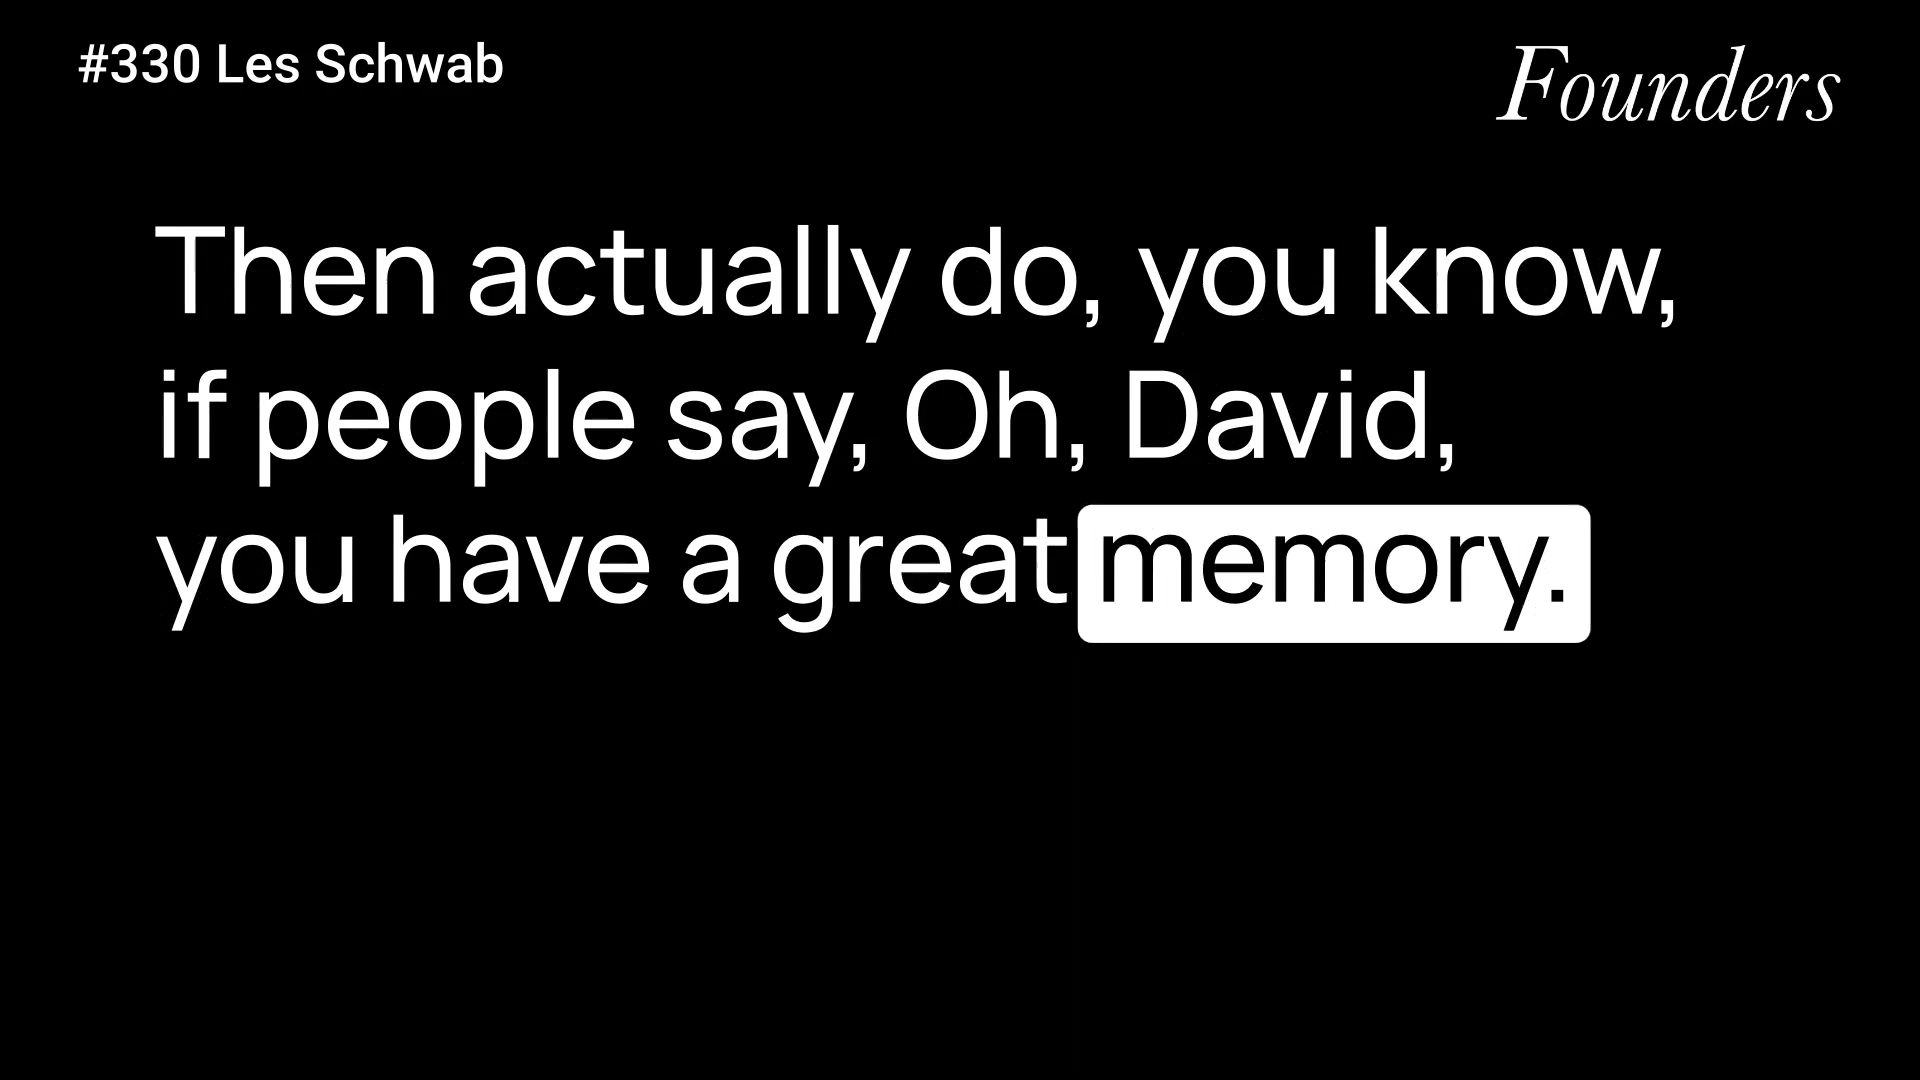 #330 Les Schwab
Founders
Then actually do, you know,
if people say, Oh, David,
you have a great memory.